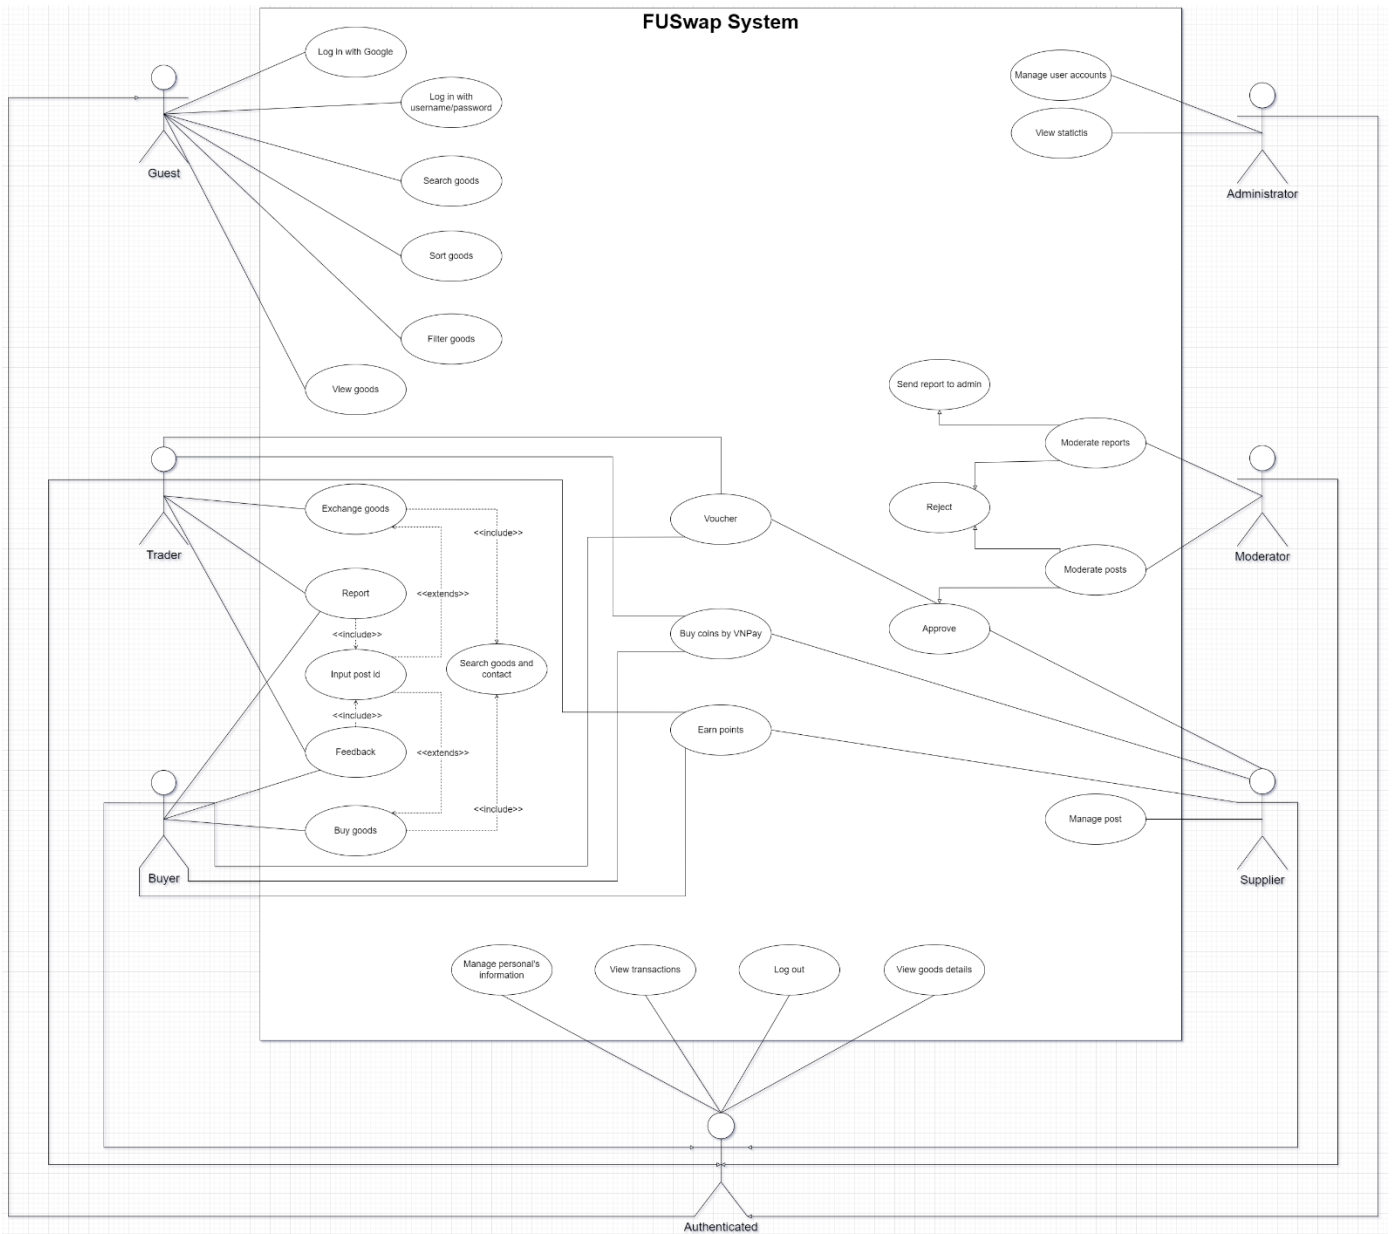 FUSwap System
Log in with Google
Log in with
username/password
Search goods
Sort goods
Filter goods
View goods
Guest
Manage user accounts
View statictis
Administrator
Send report to admin
Moderate reports
Reject
Moderate posts
Approve
Moderator
Trader
Exchange goods
<<include>>
Report
<<extends>>
<<include>>
Input post id
Search goods and
contact
<<include>>
Feedback
<<extends>>
<<include>>
Buy goods
Buyer
Voucher
Buy coins by VNPay
Earn points
Manage post
Supplier
Manage personal's
information
View transactions
Log out
View goods details
Authenticated